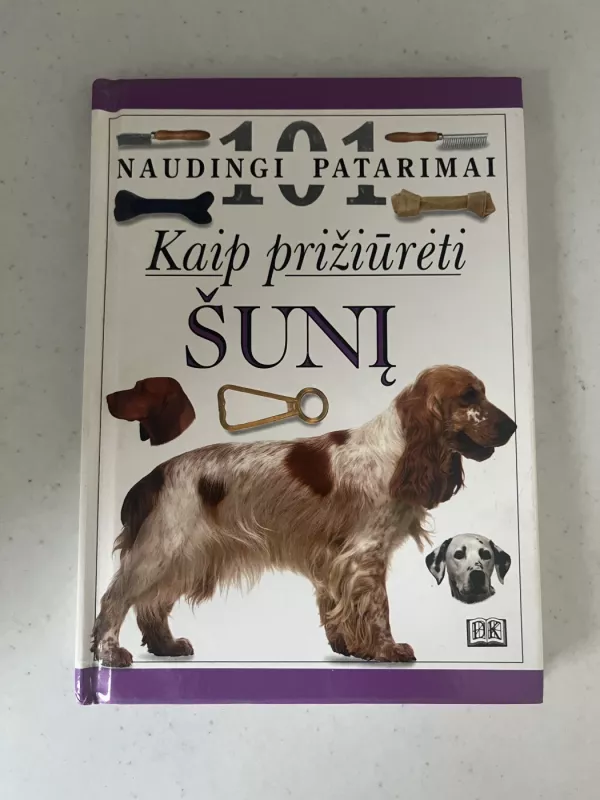 101
NAUDINGI PATARIMAI
Kaip prižiūrėti
ŠUNĮ
DK